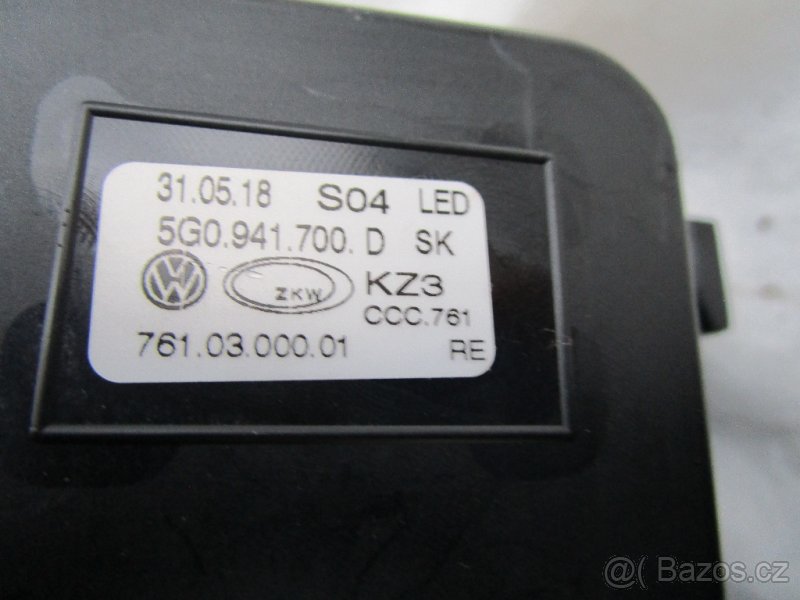 31.05.18 S04 LED
5G0.941.700. D SK
VW ZKW KZ3
CCC.761
761.03.000.01 RE
@( Bazos.cz